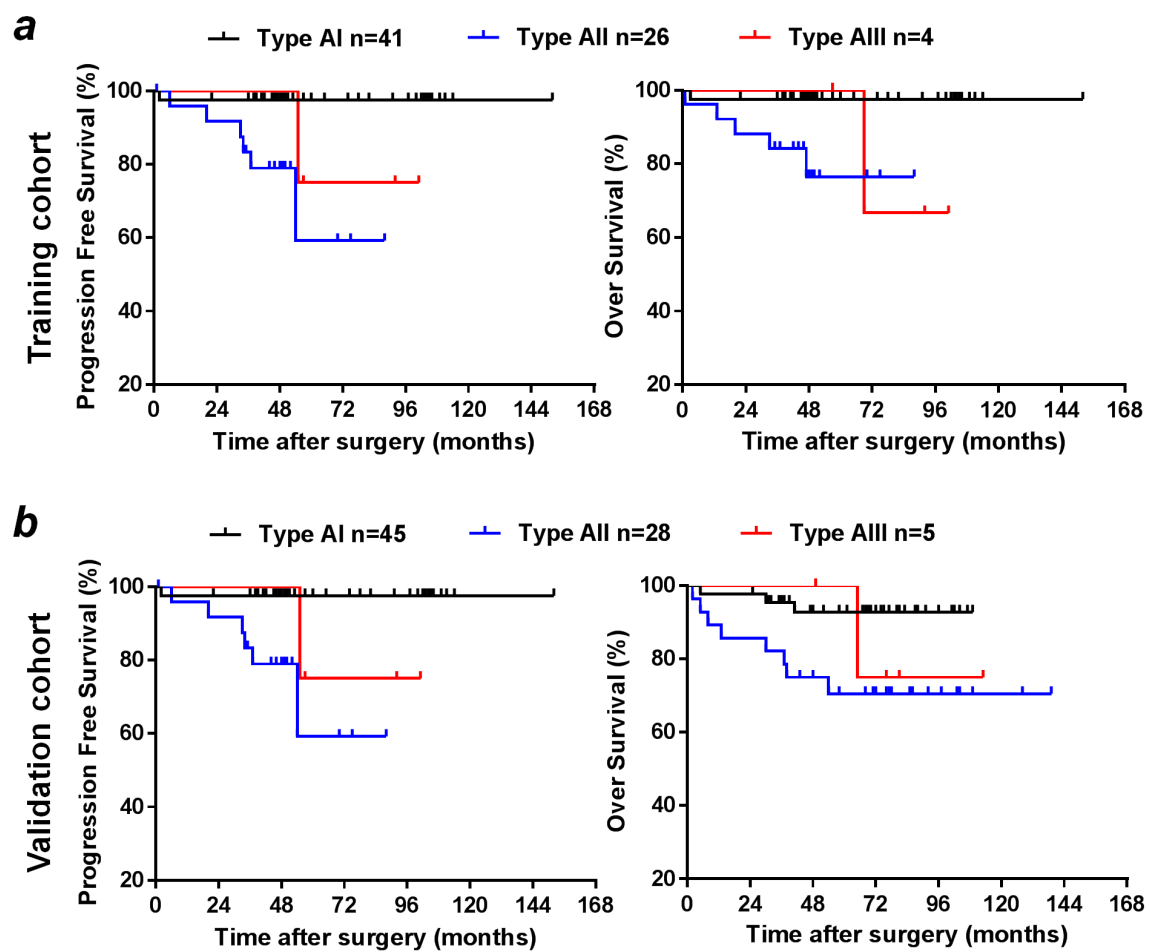 a
Type AI n=41 Type AII n=26 Type AIII n=4
Training cohort
Progression Free Survival (%)
100
80
60
40
20
0 24 48 72 96 120 144 168
Time after surgery (months)
Over Survival (%)
100
80
60
40
20
0 24 48 72 96 120 144 168
Time after surgery (months)
b
Type AI n=45 Type AII n=28 Type AIII n=5
Validation cohort
Progression Free Survival (%)
100
80
60
40
20
0 24 48 72 96 120 144 168
Time after surgery (months)
Over Survival (%)
100
80
60
40
20
0 24 48 72 96 120 144 168
Time after surgery (months)